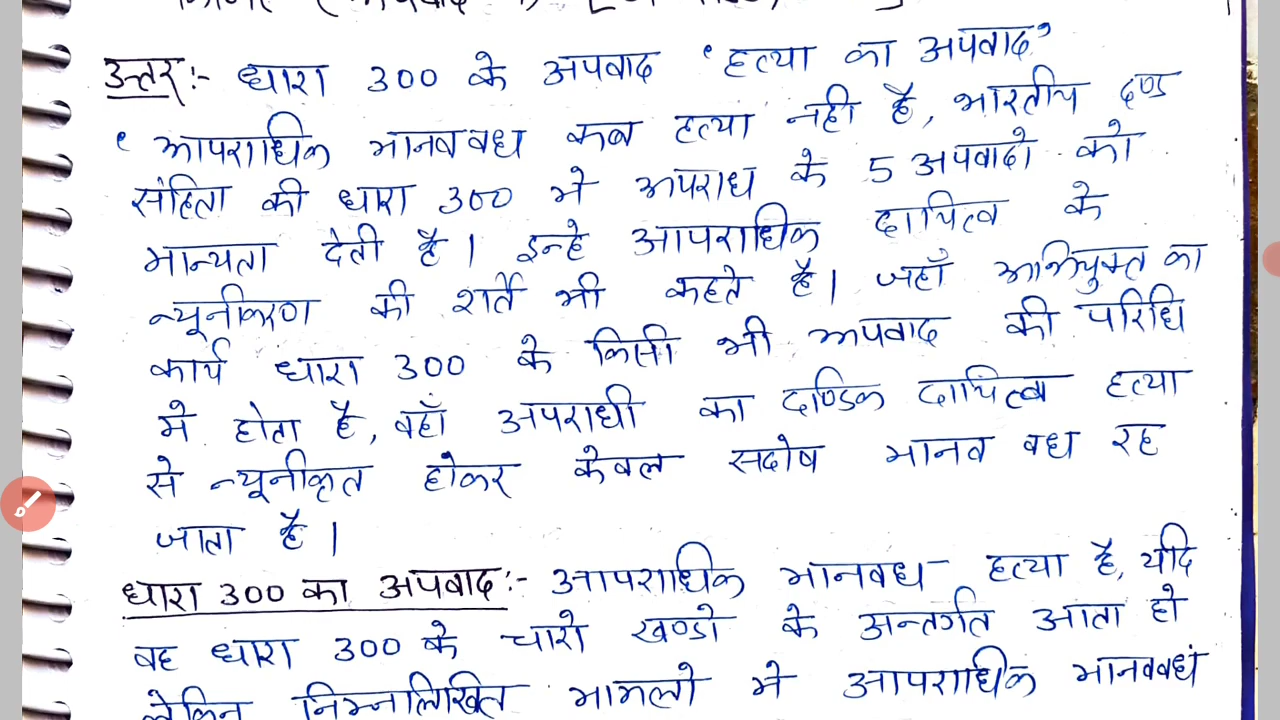 उत्तर :- धारा 300 के अपवाद 'हत्या का अपवाद'
' आपराधिक मानववध कब हत्या नही है, भारतीय दण्ड
संहिता की धारा 300 मे अपराध के 5 अपवादो को
मान्यता देती है। इन्हे आपराधिक दायित्व के
न्यूनीकरण की शर्ते भी कहते है। जहाँ अभियुक्त का
कार्य धारा 300 के किसी भी अपवाद की परिधि
मे होता है, वहाँ अपराधी का दण्डिक दायित्व हत्या
से न्यूनीकृत होकर केवल सदोष मानव वध रह
जाता है।
धारा 300 का अपवाद :- आपराधिक मानवध हत्या है, यदि
वह धारा 300 के चारो खण्डो के अन्तर्गत आता हो
लेकिन निम्नलिखित मामलो मे आपराधिक मानववध